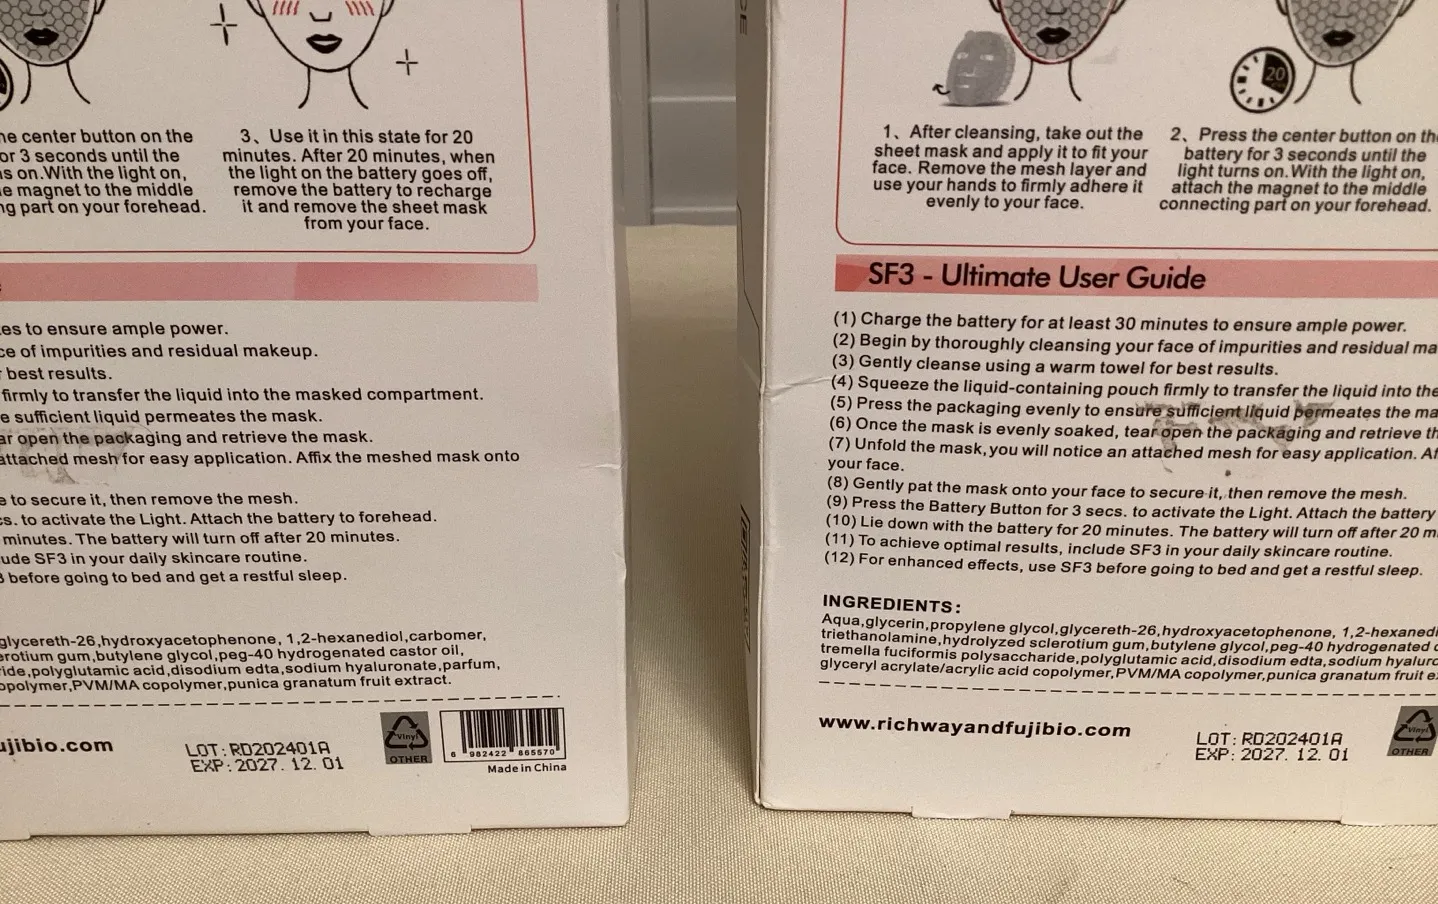 he center button on the
or 3 seconds until the
ns on.With the light on,
e magnet to the middle
ng part on your forehead.
3、Use it in this state for 20
minutes. After 20 minutes, when
the light on the battery goes off,
remove the battery to recharge
it and remove the sheet mask
from your face.
es to ensure ample power.
ce of impurities and residual makeup.
r best results.
firmly to transfer the liquid into the masked compartment.
e sufficient liquid permeates the mask.
ar open the packaging and retrieve the mask.
attached mesh for easy application. Affix the meshed mask onto
e to secure it, then remove the mesh.
cs. to activate the Light. Attach the battery to forehead.
minutes. The battery will turn off after 20 minutes.
ude SF3 in your daily skincare routine.
3 before going to bed and get a restful sleep.
glycereth-26,hydroxyacetophenone, 1,2-hexanediol,carbomer,
erotium gum,butylene glycol,peg-40 hydrogenated castor oil,
ide,polyglutamic acid,disodium edta,sodium hyaluronate,parfum,
opolymer,PVM/MA copolymer,punica granatum fruit extract.
ujibio.com
LOT:RD202401A
EXP:2027.12.01
Vinyl
OTHER
6 982422 865570
Made in China
20
1、After cleansing, take out the
sheet mask and apply it to fit your
face. Remove the mesh layer and
use your hands to firmly adhere it
evenly to your face.
2、Press the center button on th
battery for 3 seconds until the
light turns on.With the light on,
attach the magnet to the middle
connecting part on your forehead.
SF3 - Ultimate User Guide
(1) Charge the battery for at least 30 minutes to ensure ample power.
(2) Begin by thoroughly cleansing your face of impurities and residual ma
(3) Gently cleanse using a warm towel for best results.
(4) Squeeze the liquid-containing pouch firmly to transfer the liquid into the
(5) Press the packaging evenly to ensure sufficient liquid permeates the ma
(6) Once the mask is evenly soaked, tear open the packaging and retrieve th
(7) Unfold the mask,you will notice an attached mesh for easy application. Af
your face.
(8) Gently pat the mask onto your face to secure it, then remove the mesh.
(9) Press the Battery Button for 3 secs. to activate the Light. Attach the battery
(10) Lie down with the battery for 20 minutes. The battery will turn off after 20 m
(11) To achieve optimal results, include SF3 in your daily skincare routine.
(12) For enhanced effects, use SF3 before going to bed and get a restful sleep.
INGREDIENTS:
Aqua,glycerin,propylene glycol,glycereth-26,hydroxyacetophenone, 1,2-hexanedi
triethanolamine,hydrolyzed sclerotium gum,butylene glycol,peg-40 hydrogenated c
tremella fuciformis polysaccharide,polyglutamic acid,disodium edta,sodium hyaluro
glyceryl acrylate/acrylic acid copolymer,PVM/MA copolymer,punica granatum fruit e
www.richwayandfujibio.com
LOT:RD202401A
EXP:2027.12.01
Vinyl
OTHER